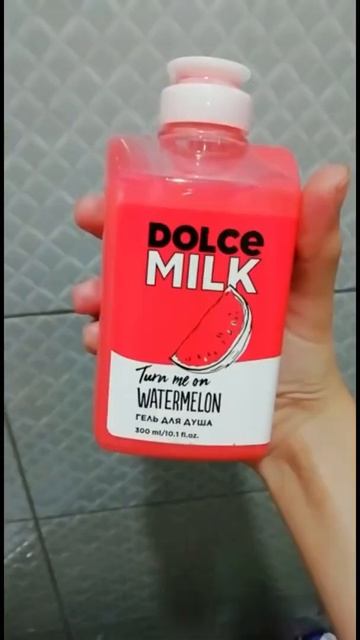 DOLCe
MILK
Turn me on
WATERMELON
ГЕЛЬ ДЛЯ ДУША
300 ml/10.1 fl.oz.